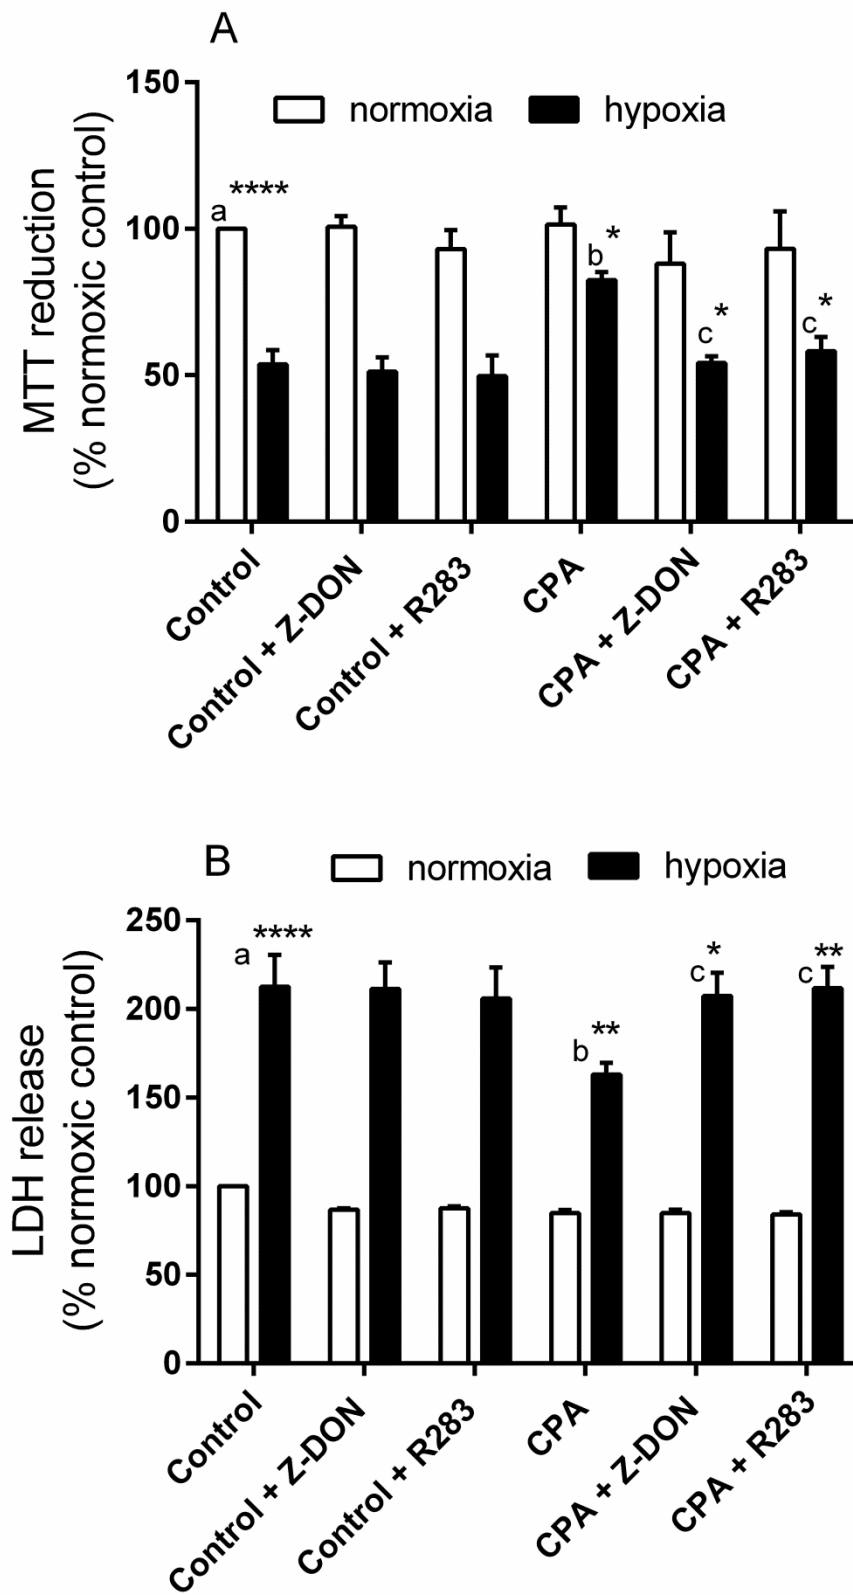 A
MTT reduction
(% normoxic control)
150
100
50
0
normoxia
hypoxia
a
****
b
*
c
*
c
*
Control
Control + Z-DON
Control + R283
CPA
CPA + Z-DON
CPA + R283
B
LDH release
(% normoxic control)
250
200
150
100
50
0
normoxia
hypoxia
a
****
b
**
c
*
c
**
Control
Control + Z-DON
Control + R283
CPA
CPA + Z-DON
CPA + R283